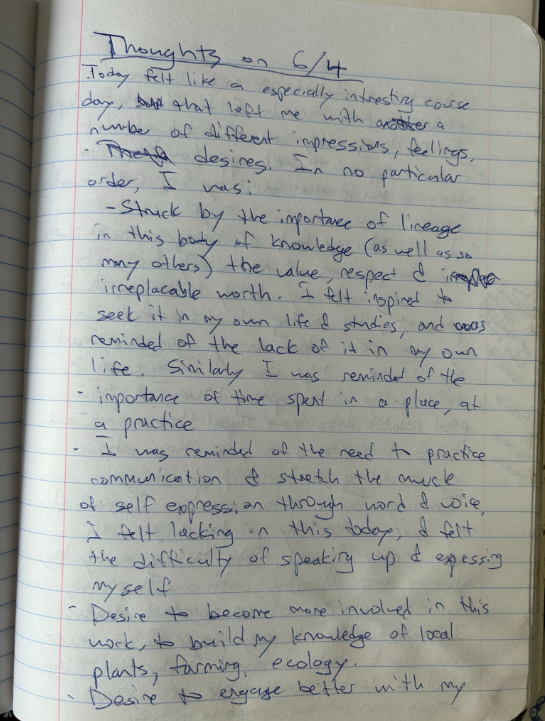 Thoughts on 6/4
Today felt like a especially intresting course
day, that left me with a
number of different impressions, feelings,
- desires. In no particular
order, I was:
- Struck by the importance of lineage
in this body of knowledge (as well as so
many others) the value, respect &
irreplacable worth. I felt inspired to
seek it in my own life & studies, and was
reminded of the lack of it in my own
life. Similarly I was reminded of the
- importance of time spent in a place, at
a practice
- I was reminded of the need to practice
communication & stretch the muscle
of self expression through word & voice,
I felt lacking in this today, & felt
the difficulty of speaking up & expessing
myself
- Desire to become more involved in this
work, to build my knowledge of local
plants, farming, ecology.
- Desire to engage better with my